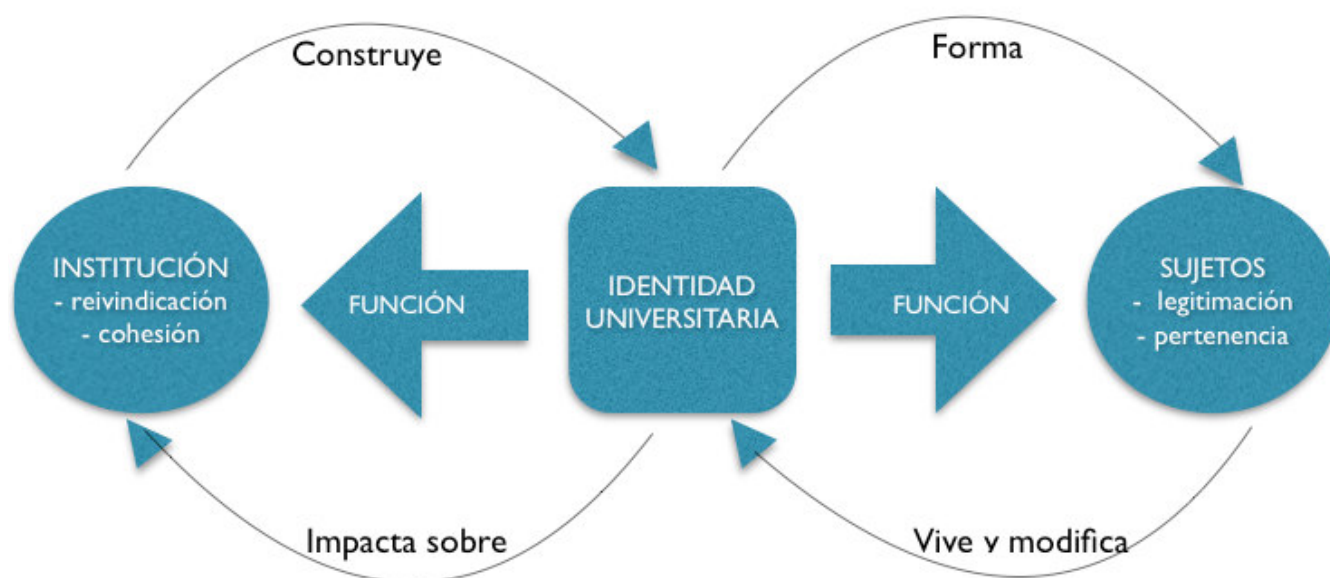 Construye
Forma
INSTITUCIÓN
- reivindicación
- cohesión
FUNCIÓN
IDENTIDAD
UNIVERSITARIA
FUNCIÓN
SUJETOS
- legitimación
- pertenencia
Impacta sobre
Vive y modifica